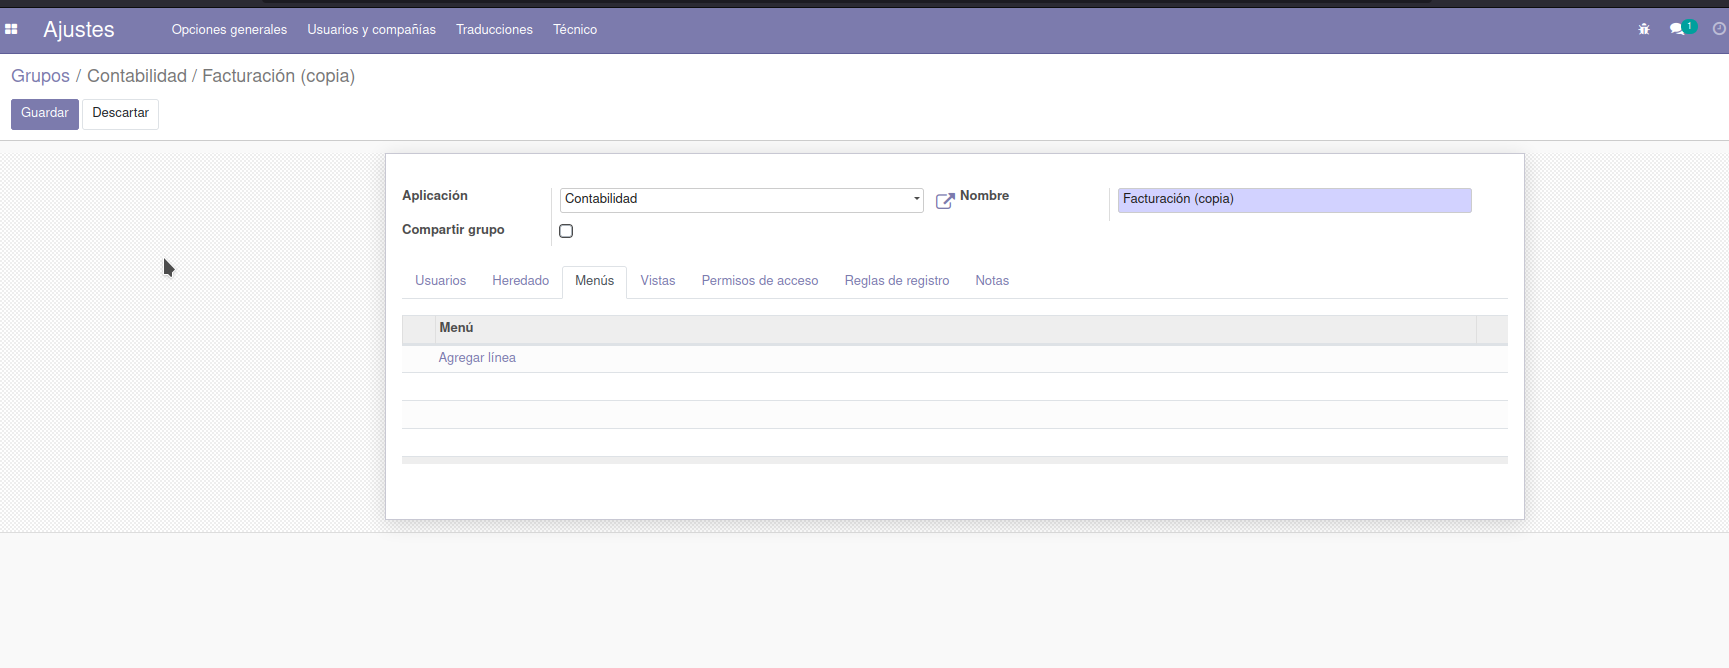 Ajustes Opciones generales Usuarios y compañías Traducciones Técnico 1
Grupos / Contabilidad / Facturación (copia)
Guardar Descartar
Aplicación Contabilidad Nombre Facturación (copia)
Compartir grupo
Usuarios Heredado Menús Vistas Permisos de acceso Reglas de registro Notas
Menú
Agregar línea